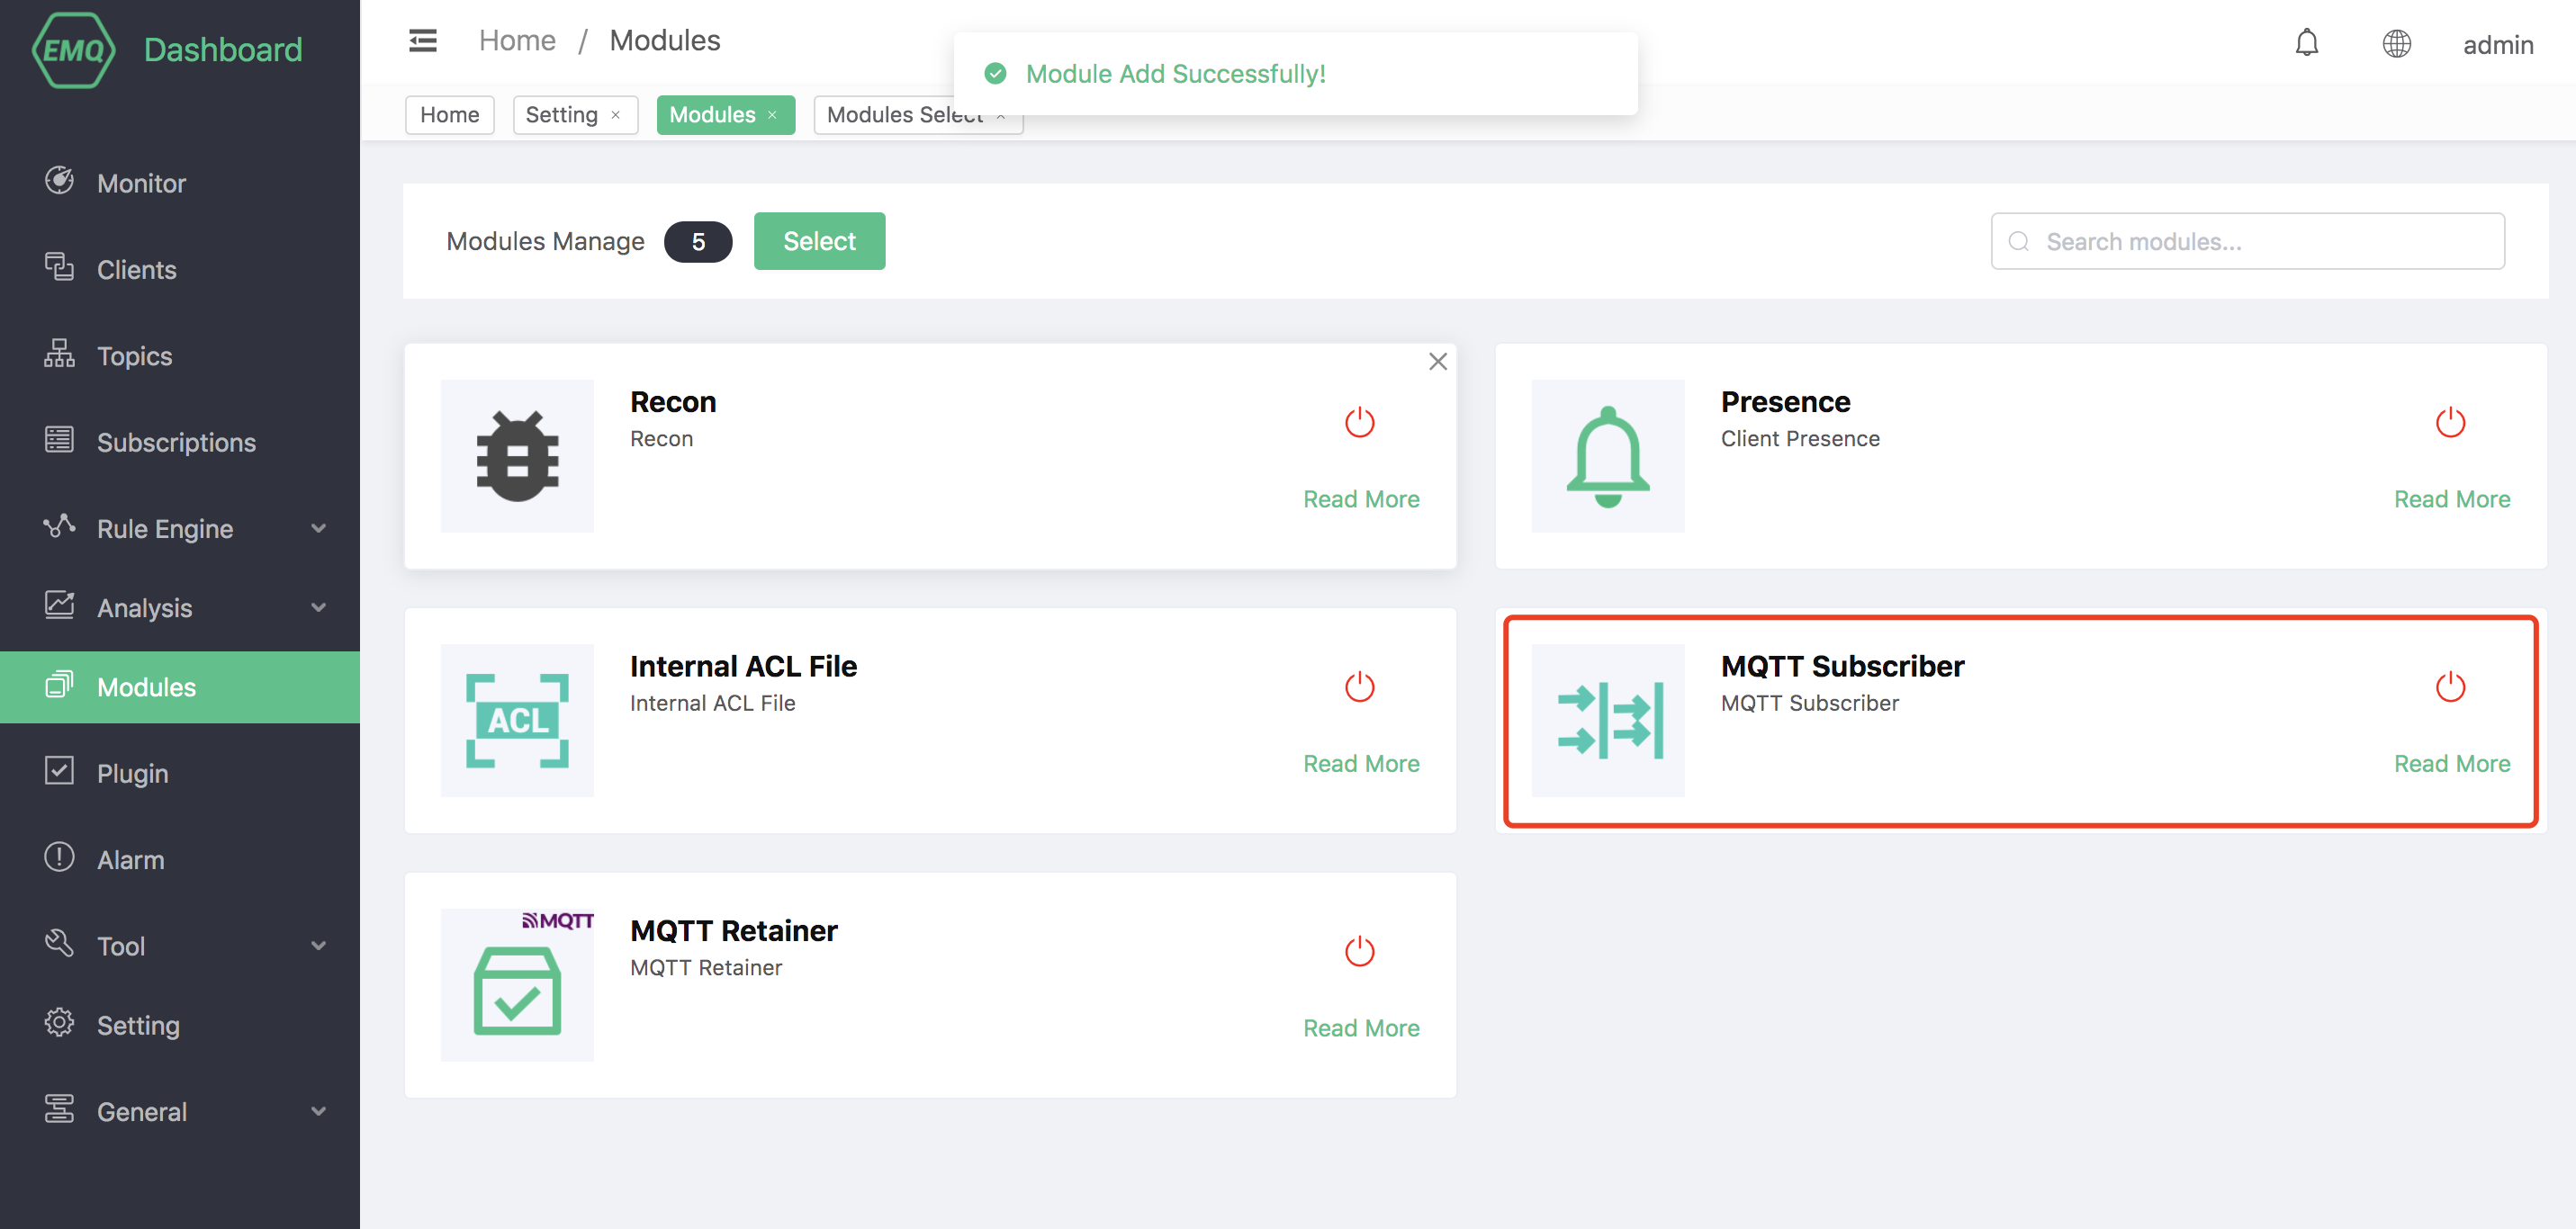 EMQ Dashboard
Home / Modules
Module Add Successfully!
admin
Home
Setting ×
Modules ×
Modules Select ×
Monitor
Clients
Topics
Subscriptions
Rule Engine
Analysis
Modules
Plugin
Alarm
Tool
Setting
General
Modules Manage 5 Select
Search modules...
Recon
Recon
Read More
Presence
Client Presence
Read More
Internal ACL File
Internal ACL File
ACL
Read More
MQTT Subscriber
MQTT Subscriber
Read More
MQTT
MQTT Retainer
MQTT Retainer
Read More